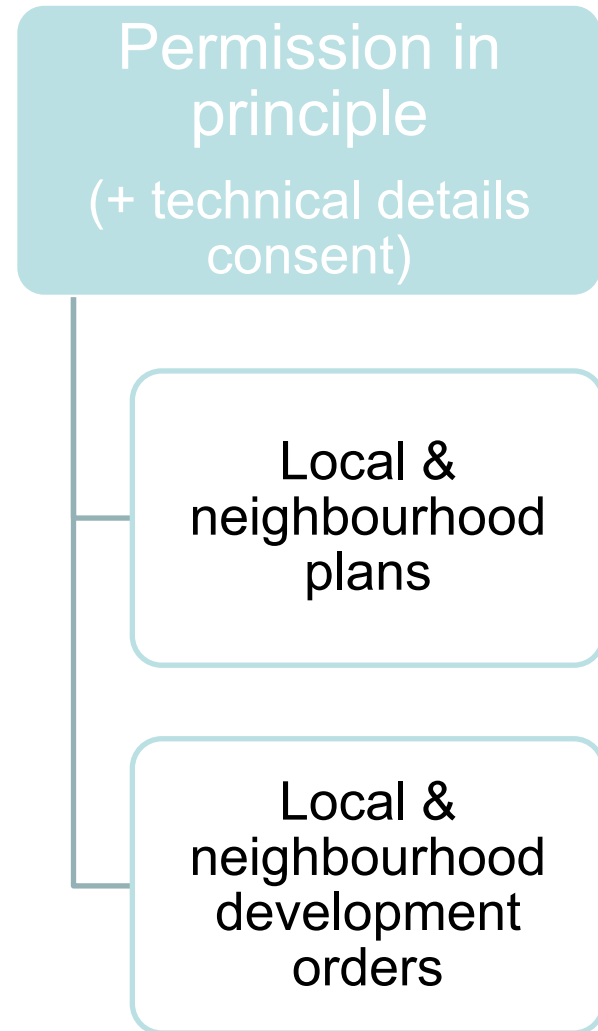 Permission in
principle
(+ technical details
consent)
Local &
neighbourhood
plans
Local &
neighbourhood
development
orders